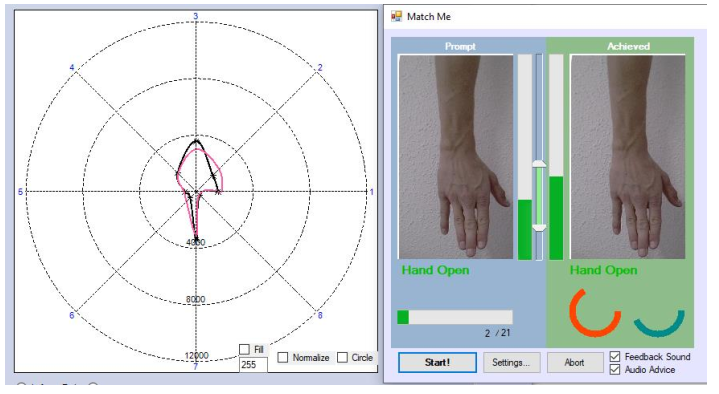 3
4
2
5
1
4000
6
8000
8
12000
7
Fill
255
Normalize
Circle
Match Me
Prompt
Achieved
Hand Open
Hand Open
2 / 21
Start!
Settings...
Abort
Feedback Sound
Audio Advice